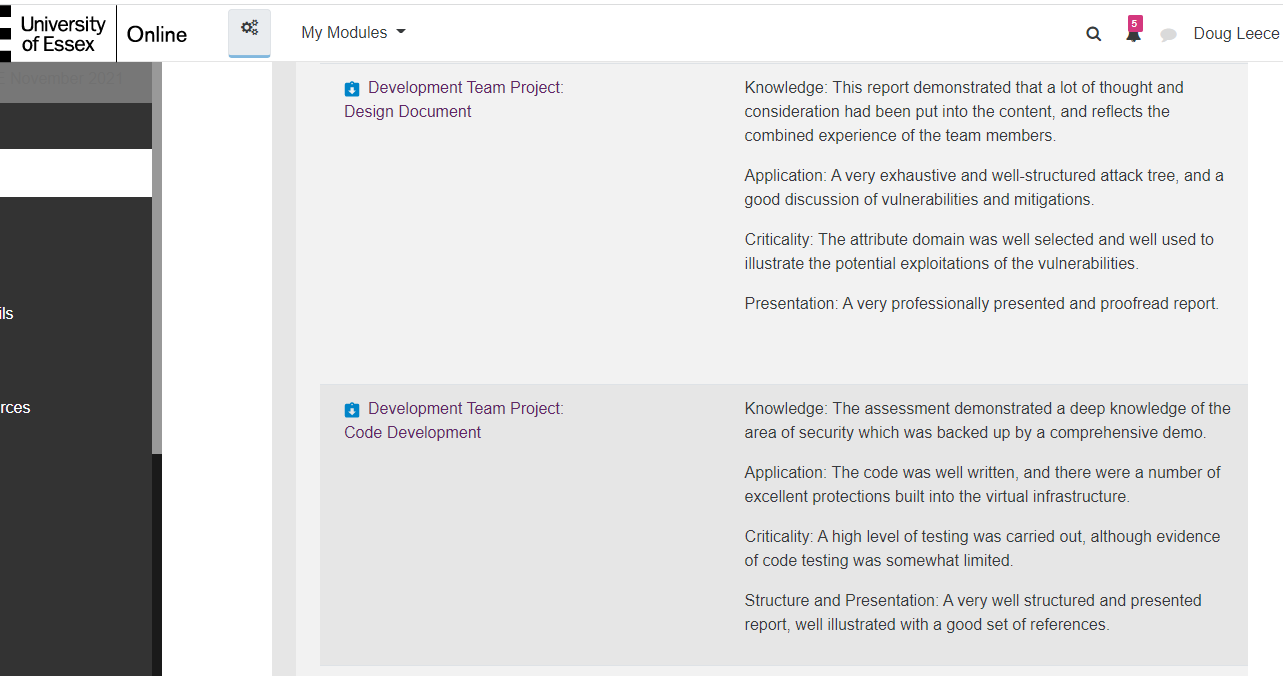 University
of Essex
Online
My Modules
5
Doug Leece
November 2021
ils
rces
Development Team Project:
Design Document
Knowledge: This report demonstrated that a lot of thought and
consideration had been put into the content, and reflects the
combined experience of the team members.
Application: A very exhaustive and well-structured attack tree, and a
good discussion of vulnerabilities and mitigations.
Criticality: The attribute domain was well selected and well used to
illustrate the potential exploitations of the vulnerabilities.
Presentation: A very professionally presented and proofread report.
Development Team Project:
Code Development
Knowledge: The assessment demonstrated a deep knowledge of the
area of security which was backed up by a comprehensive demo.
Application: The code was well written, and there were a number of
excellent protections built into the virtual infrastructure.
Criticality: A high level of testing was carried out, although evidence
of code testing was somewhat limited.
Structure and Presentation: A very well structured and presented
report, well illustrated with a good set of references.